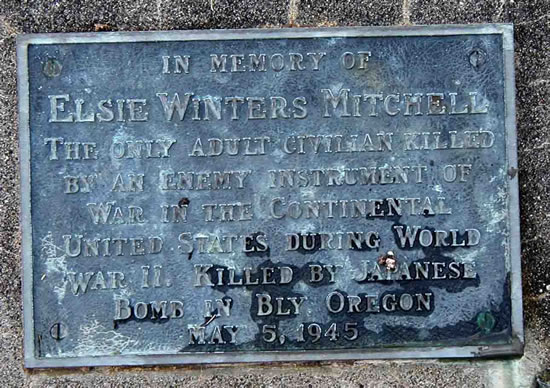 IN MEMORY OF
ELSIE WINTERS MITCHELL
THE ONLY ADULT CIVILIAN KILLED
BY AN ENEMY INSTRUMENT OF
WAR IN THE CONTINENTAL
UNITED STATES DURING WORLD
WAR II. KILLED BY JAPANESE
BOMB IN BLY OREGON
MAY 5, 1945